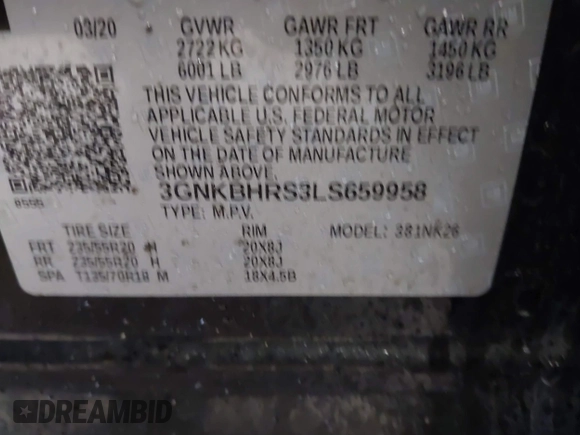 03/20 GVWR GAWR FRT GAWR RR
2722 KG 1350 KG 1450 KG
6001 LB 2976 LB 3196 LB
THIS VEHICLE CONFORMS TO ALL
APPLICABLE U.S. FEDERAL MOTOR
VEHICLE SAFETY STANDARDS IN EFFECT
ON THE DATE OF MANUFACTURE
SHOWN ABOVE.
3GNKBHRS3LS659958
8555 TYPE: M.P.V.
TIRE SIZE RIM MODEL: 381NK26
FRT 235/55R20 H 20X8J
RR 235/55R20 H 20X8J
SPA T135/70R18 M 18X4.5B
DREAMBID